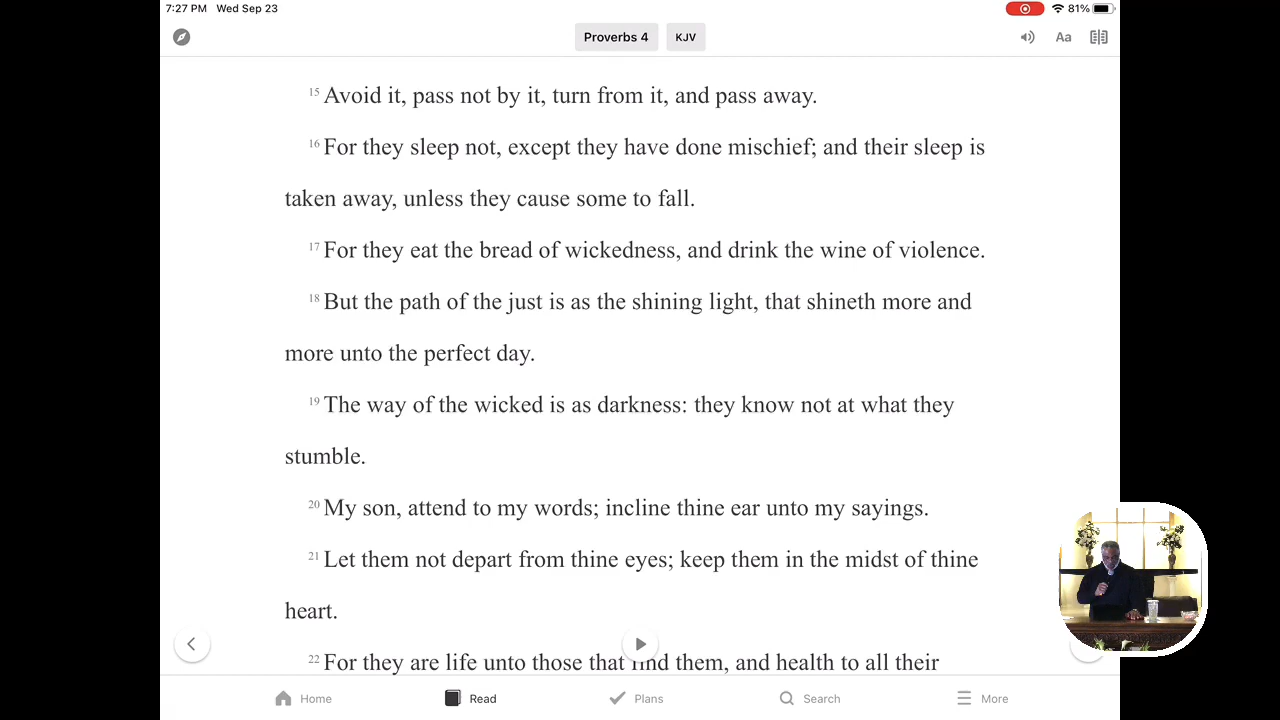 7:27 PM Wed Sep 23 81%
Proverbs 4 KJV Aa
15 Avoid it, pass not by it, turn from it, and pass away.
16 For they sleep not, except they have done mischief; and their sleep is
taken away, unless they cause some to fall.
17 For they eat the bread of wickedness, and drink the wine of violence.
18 But the path of the just is as the shining light, that shineth more and
more unto the perfect day.
19 The way of the wicked is as darkness: they know not at what they
stumble.
20 My son, attend to my words; incline thine ear unto my sayings.
21 Let them not depart from thine eyes; keep them in the midst of thine
heart.
22 For they are life unto those that find them, and health to all their
Home Read Plans Search More